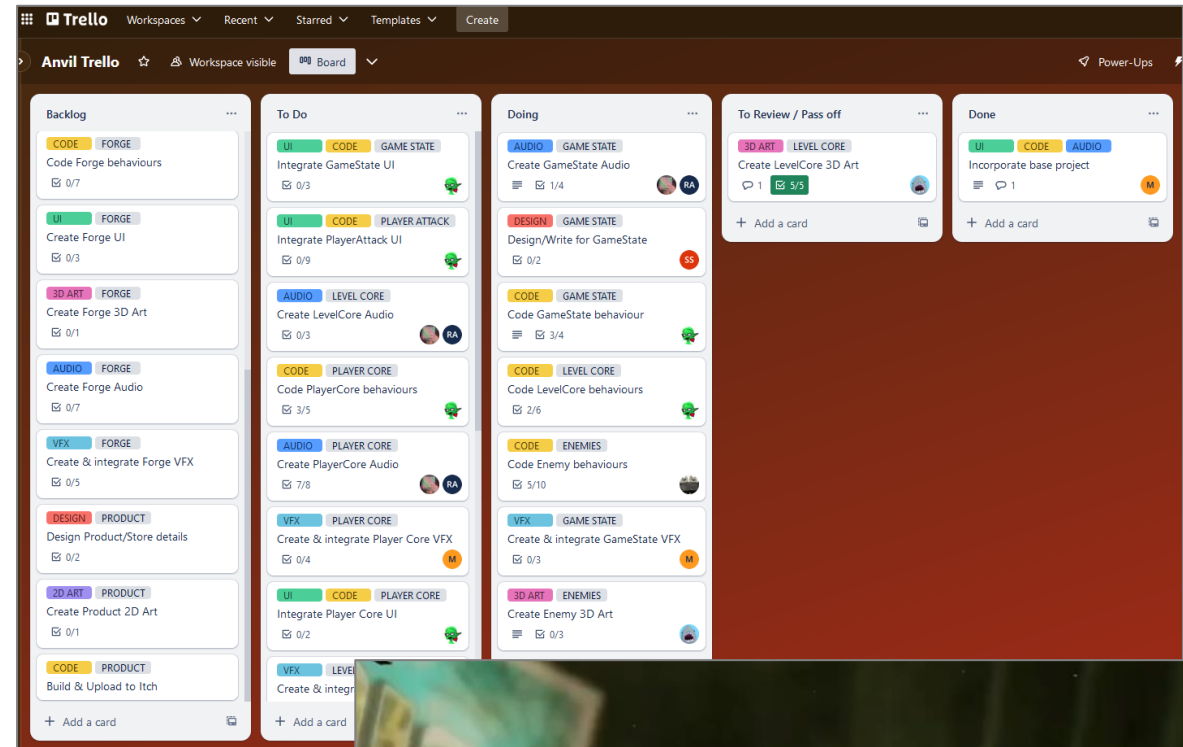 Trello Workspaces Recent Starred Templates Create
Anvil Trello Workspace visible Board Power-Ups
Backlog
CODE FORGE
Code Forge behaviours
0/7
UI FORGE
Create Forge UI
0/3
3D ART FORGE
Create Forge 3D Art
0/1
AUDIO FORGE
Create Forge Audio
0/7
VFX FORGE
Create & integrate Forge VFX
0/5
DESIGN PRODUCT
Design Product/Store details
0/2
2D ART PRODUCT
Create Product 2D Art
0/1
CODE PRODUCT
Build & Upload to Itch
+ Add a card
To Do
UI CODE GAME STATE
Integrate GameState UI
0/3
UI CODE PLAYER ATTACK
Integrate PlayerAttack UI
0/9
AUDIO LEVEL CORE
Create LevelCore Audio
0/3 RA
CODE PLAYER CORE
Code PlayerCore behaviours
3/5
AUDIO PLAYER CORE
Create PlayerCore Audio
7/8 RA
VFX PLAYER CORE
Create & integrate Player Core VFX
0/4 M
UI CODE PLAYER CORE
Integrate Player Core UI
0/2
VFX LEVEL
Create & integr
+ Add a card
Doing
AUDIO GAME STATE
Create GameState Audio
1/4 RA
DESIGN GAME STATE
Design/Write for GameState
0/2 SS
CODE GAME STATE
Code GameState behaviour
3/4
CODE LEVEL CORE
Code LevelCore behaviours
2/6
CODE ENEMIES
Code Enemy behaviours
5/10
VFX GAME STATE
Create & integrate GameState VFX
0/3 M
3D ART ENEMIES
Create Enemy 3D Art
0/3
To Review / Pass off
3D ART LEVEL CORE
Create LevelCore 3D Art
1 5/5
+ Add a card
Done
UI CODE AUDIO
Incorporate base project
1 M
+ Add a card